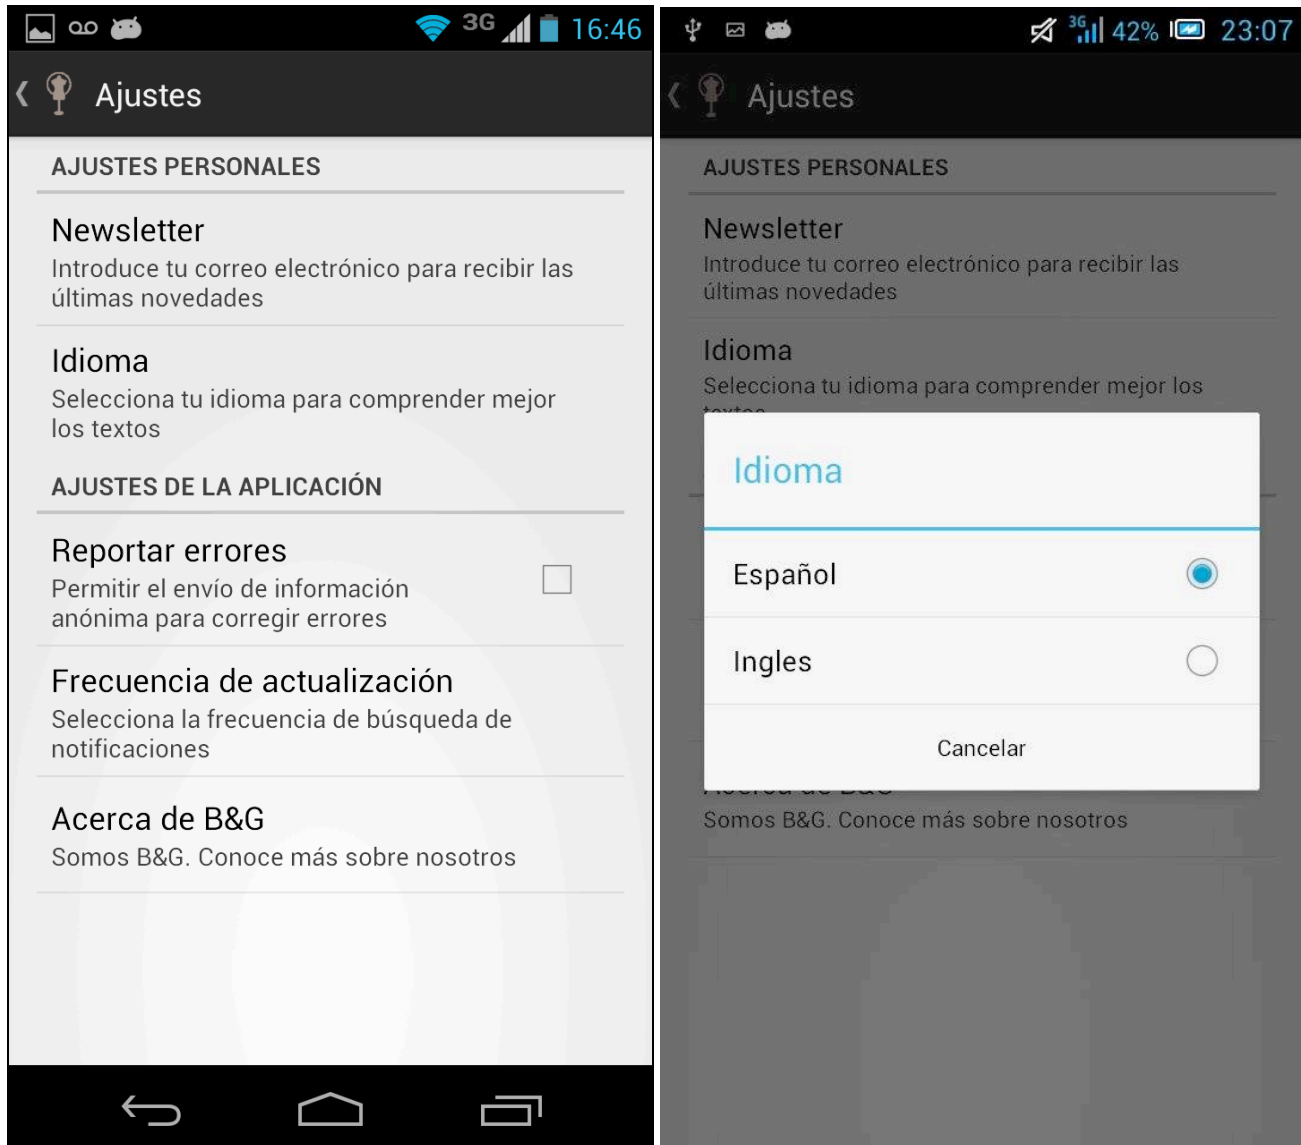 3G 16:46
Ajustes
AJUSTES PERSONALES
Newsletter
Introduce tu correo electrónico para recibir las
últimas novedades
Idioma
Selecciona tu idioma para comprender mejor
los textos
AJUSTES DE LA APLICACIÓN
Reportar errores
Permitir el envío de información
anónima para corregir errores
Frecuencia de actualización
Selecciona la frecuencia de búsqueda de
notificaciones
Acerca de B&G
Somos B&G. Conoce más sobre nosotros
3G 42% 23:07
Ajustes
AJUSTES PERSONALES
Newsletter
Introduce tu correo electrónico para recibir las
últimas novedades
Idioma
Selecciona tu idioma para comprender mejor los
textos
Idioma
Español
Ingles
Cancelar
Acerca de B&G
Somos B&G. Conoce más sobre nosotros